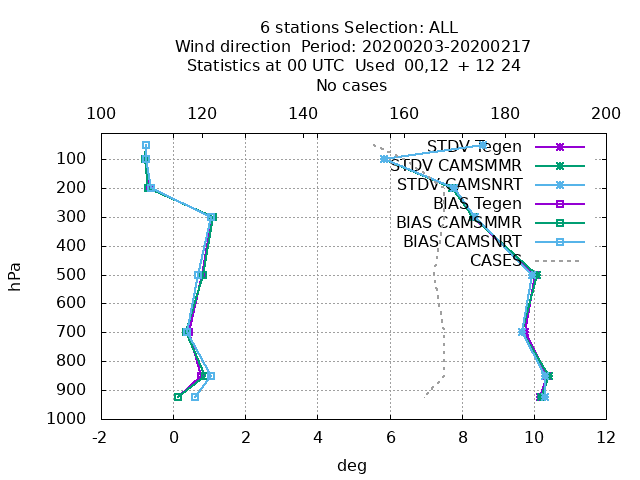 6 stations Selection: ALL
Wind direction  Period: 20200203-20200217
Statistics at 00 UTC  Used  00,12  + 12 24
No cases
100 120 140 160 180 200
STDV Tegen
STDV CAMSMMR
STDV CAMSNRT
BIAS Tegen
BIAS CAMSMMR
BIAS CAMSNRT
CASES
hPa
100
200
300
400
500
600
700
800
900
1000
-2 0 2 4 6 8 10 12
deg